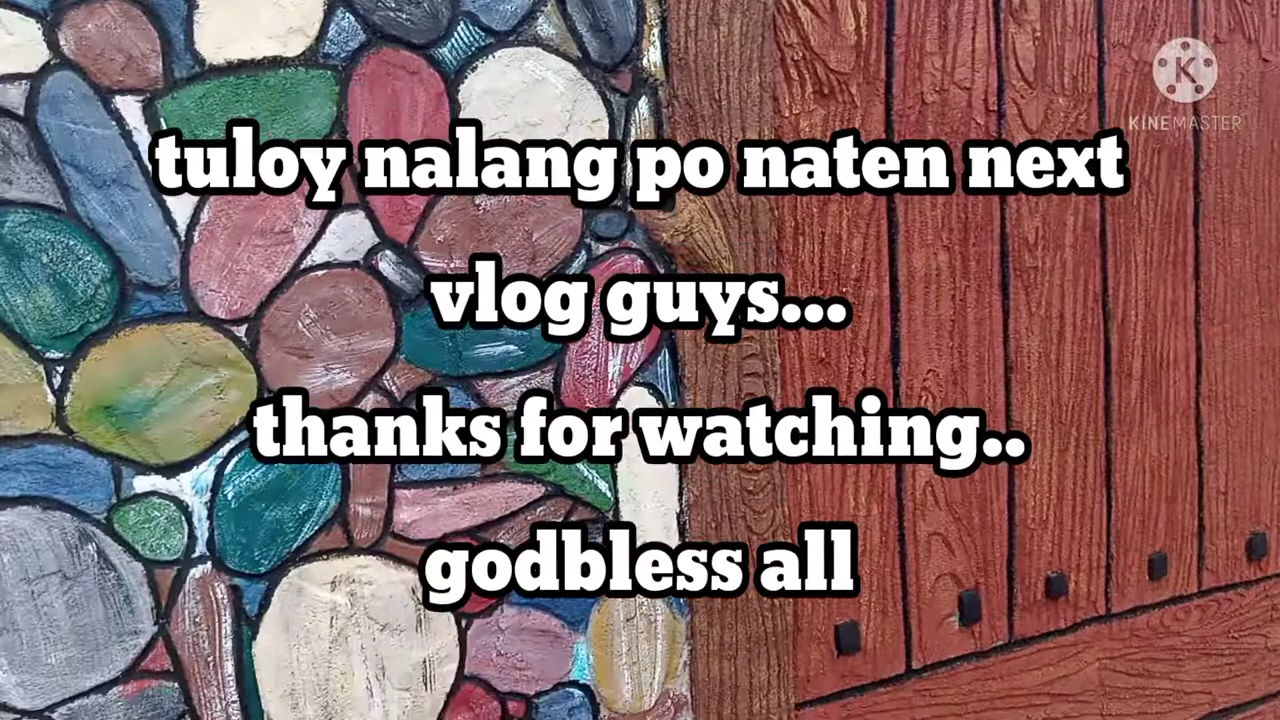 tuloy nalang po naten next
vlog guys...
thanks for watching..
godbless all
KINEMASTER